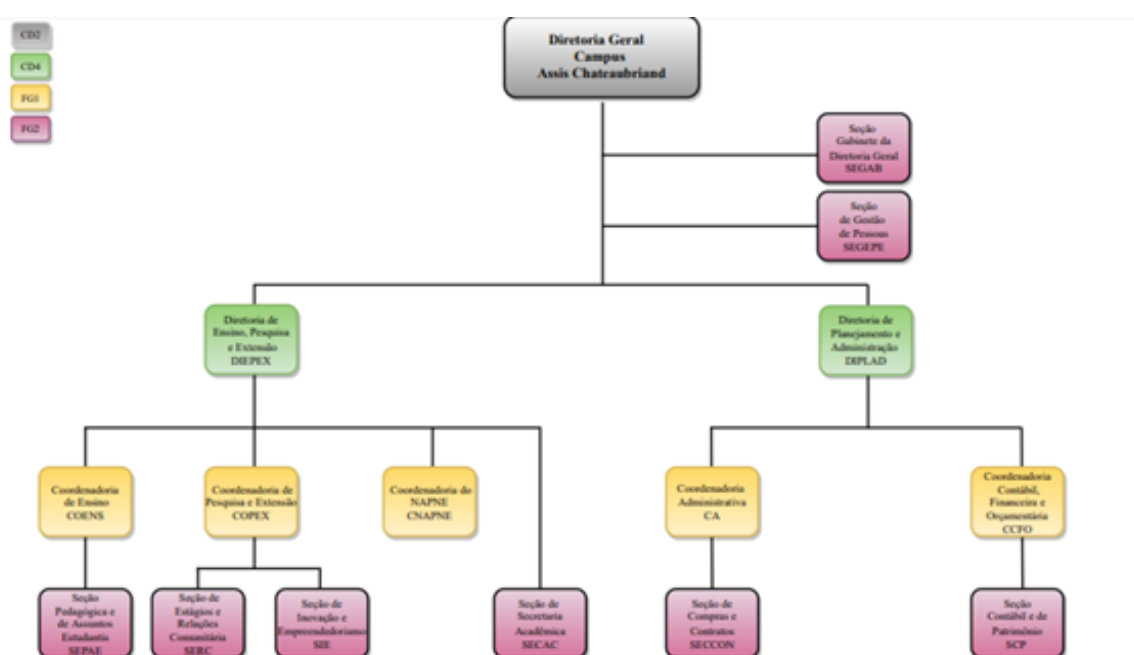 CD2
CD4
FG1
FG2
Diretoria Geral
Campus
Assis Chateaubriand
Seção
Gabinete da
Diretoria Geral
SEGAB
Seção
de Gestão
de Pessoas
SEGEPE
Diretoria de
Ensino, Pesquisa
e Extensão
DIEPEX
Diretoria de
Planejamento e
Administração
DIPLAD
Coordenadoria
de Ensino
COENS
Coordenadoria de
Pesquisa e Extensão
COPEX
Coordenadoria do
NAPNE
CNAPNE
Coordenadoria
Administrativa
CA
Coordenadoria
Contábil,
Financeira e
Orçamentária
CCFO
Seção
Pedagógica e
de Assuntos
Estudantis
SEPAE
Seção de
Estágios e
Relações
Comunitária
SERC
Seção de
Inovação e
Empreendedorismo
SIE
Seção de
Secretaria
Acadêmica
SECAC
Seção de
Compras e
Contratos
SECCON
Seção
Contábil e de
Patrimônio
SCP